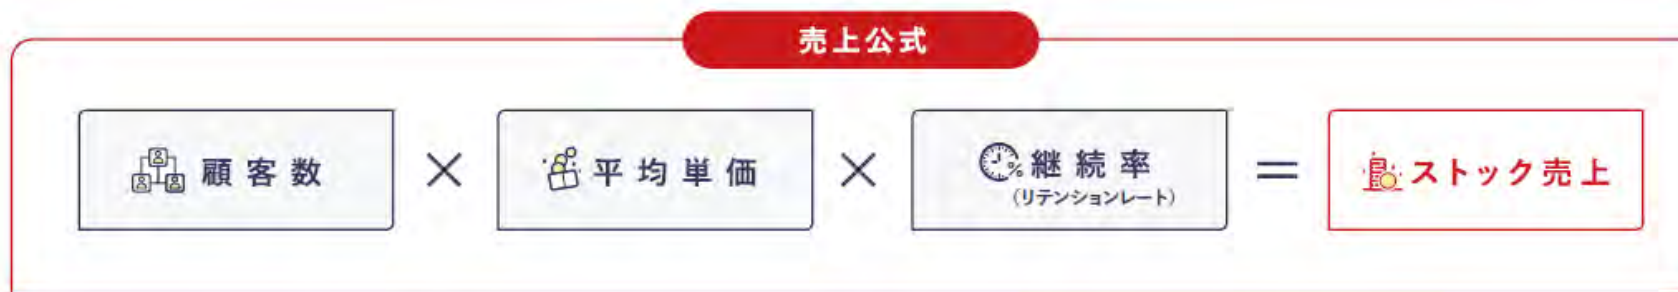 売上公式
顧客数 × 平均単価 × 継続率 = ストック売上
(リテンションレート)